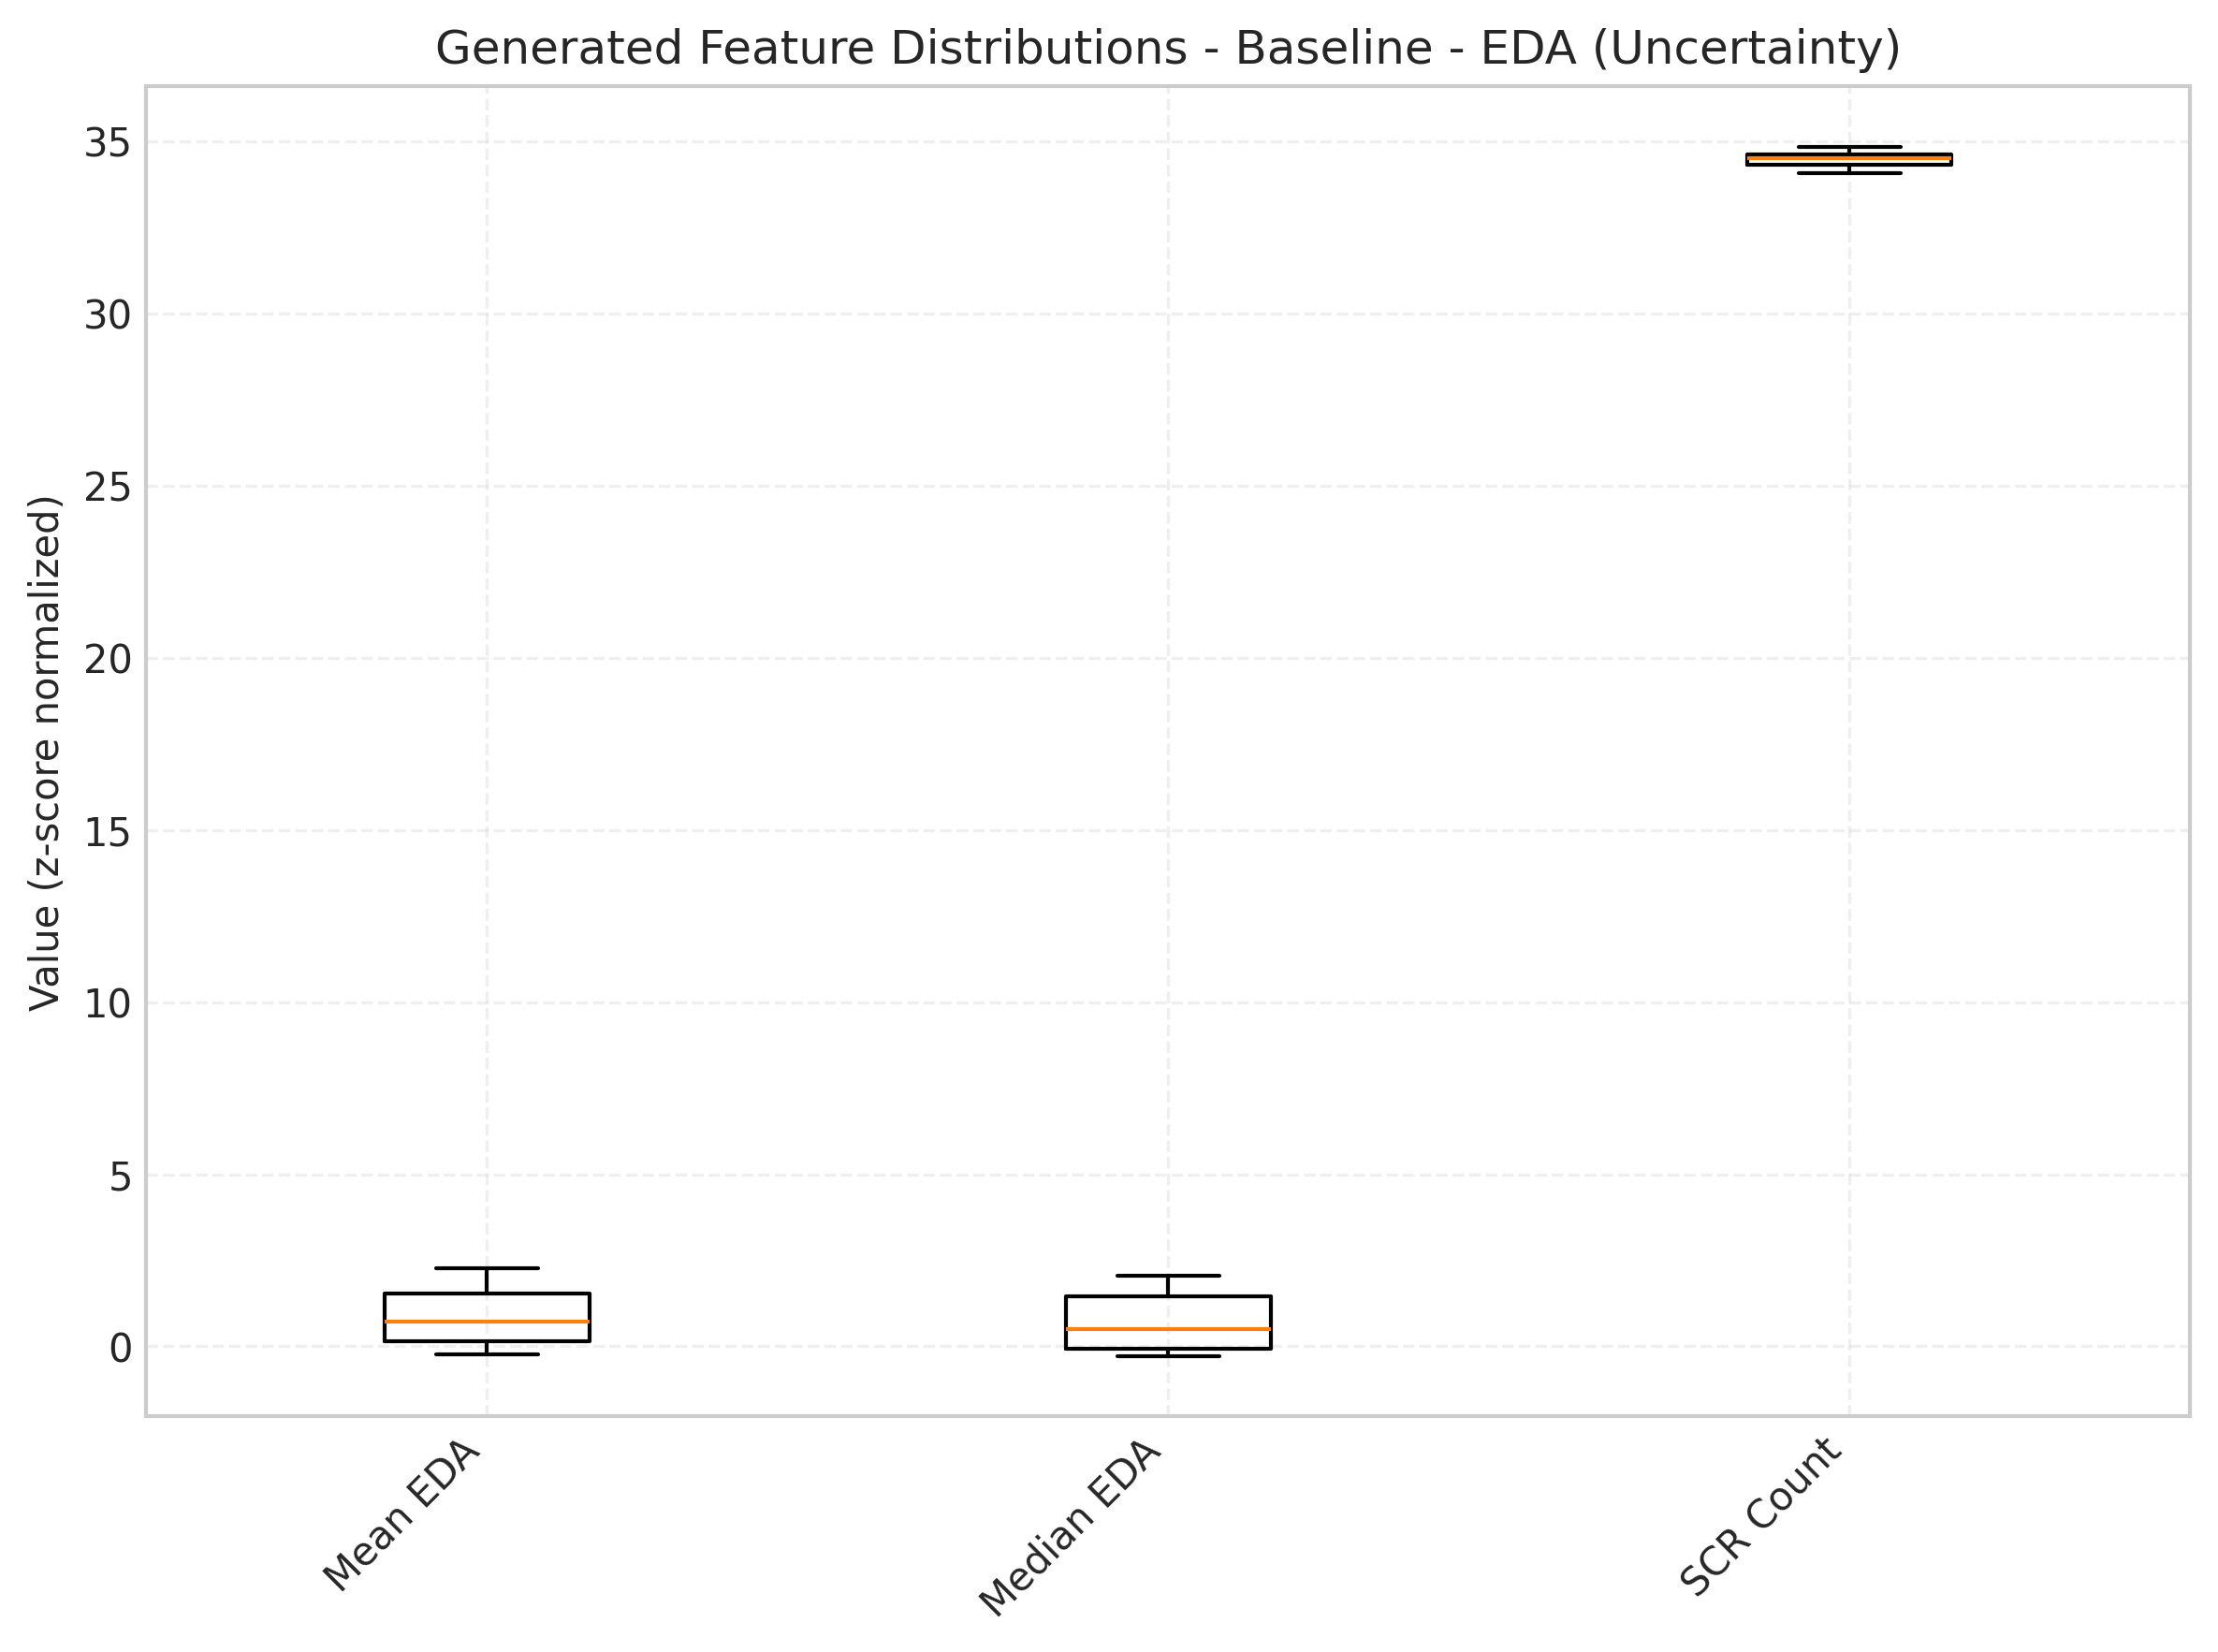 Generated Feature Distributions - Baseline - EDA (Uncertainty)
Value (z-score normalized)
35
30
25
20
15
10
5
0
Mean EDA
Median EDA
SCR Count